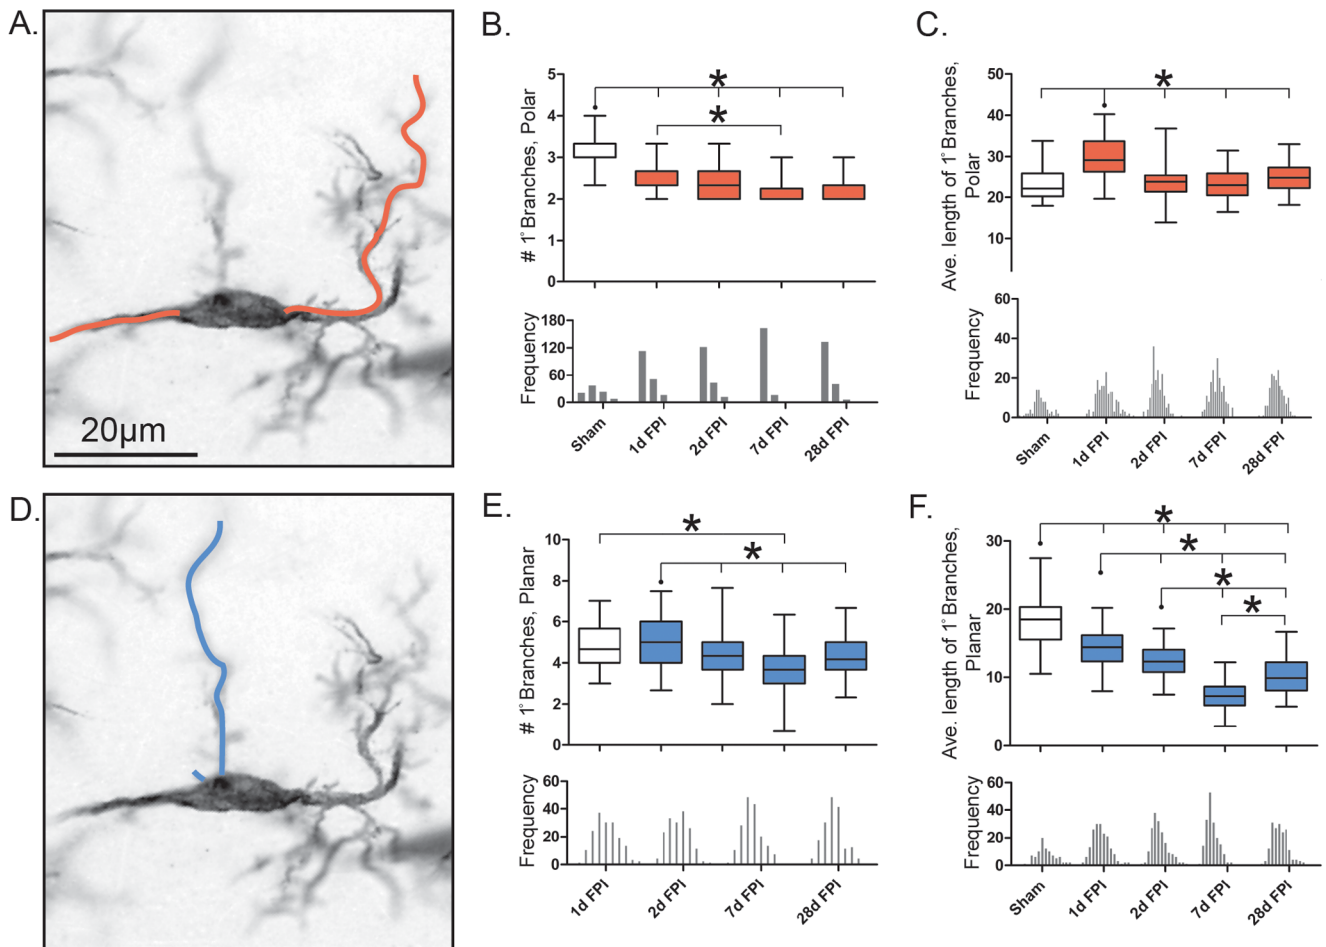 A.
20µm
B.
# 1° Branches, Polar
5
4
3
2
1
0
*
*
Frequency
180
120
60
0
Sham
1d FPI
2d FPI
7d FPI
28d FPI
C.
Ave. length of 1° Branches,
Polar
50
40
30
20
10
*
Frequency
60
40
20
0
Sham
1d FPI
2d FPI
7d FPI
28d FPI
D.
E.
# 1° Branches, Planar
10
8
6
4
2
0
*
*
Frequency
60
40
20
0
1d FPI
2d FPI
7d FPI
28d FPI
F.
Ave. length of 1° Branches,
Planar
30
20
10
0
*
*
*
*
Frequency
60
40
20
0
Sham
1d FPI
2d FPI
7d FPI
28d FPI